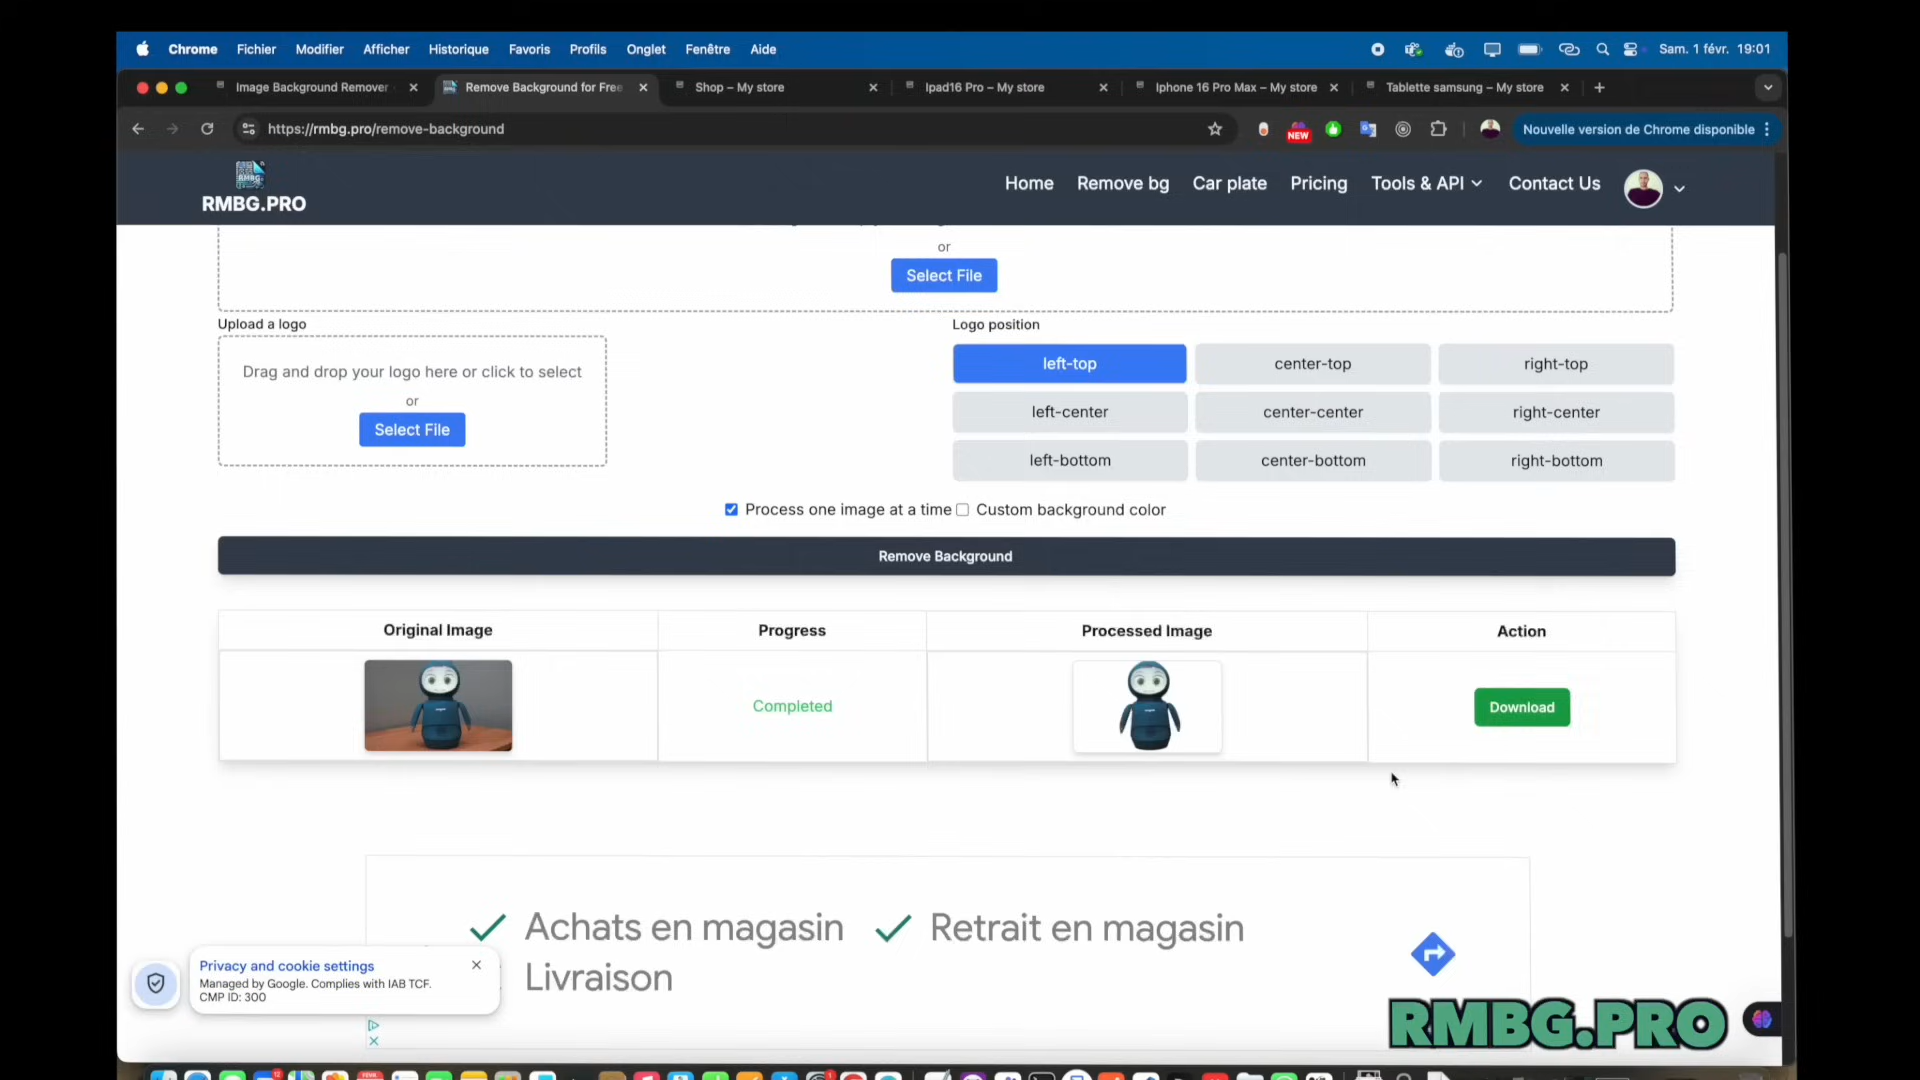 Chrome Fichier Modifier Afficher Historique Favoris Profils Onglet Fenêtre Aide Sam. 1 févr. 19:01
Image Background Remover Remove Background for Free Shop – My store Ipad16 Pro – My store Iphone 16 Pro Max – My store Tablette samsung – My store
https://rmbg.pro/remove-background NEW Nouvelle version de Chrome disponible
RMBG.PRO Home Remove bg Car plate Pricing Tools & API Contact Us
or
Select File
Upload a logo
Drag and drop your logo here or click to select
or
Select File
Logo position
left-top center-top right-top
left-center center-center right-center
left-bottom center-bottom right-bottom
Process one image at a time Custom background color
Remove Background
Original Image Progress Processed Image Action
Completed Download
Achats en magasin Retrait en magasin
Livraison
Privacy and cookie settings
Managed by Google. Complies with IAB TCF.
CMP ID: 300
RMBG.PRO